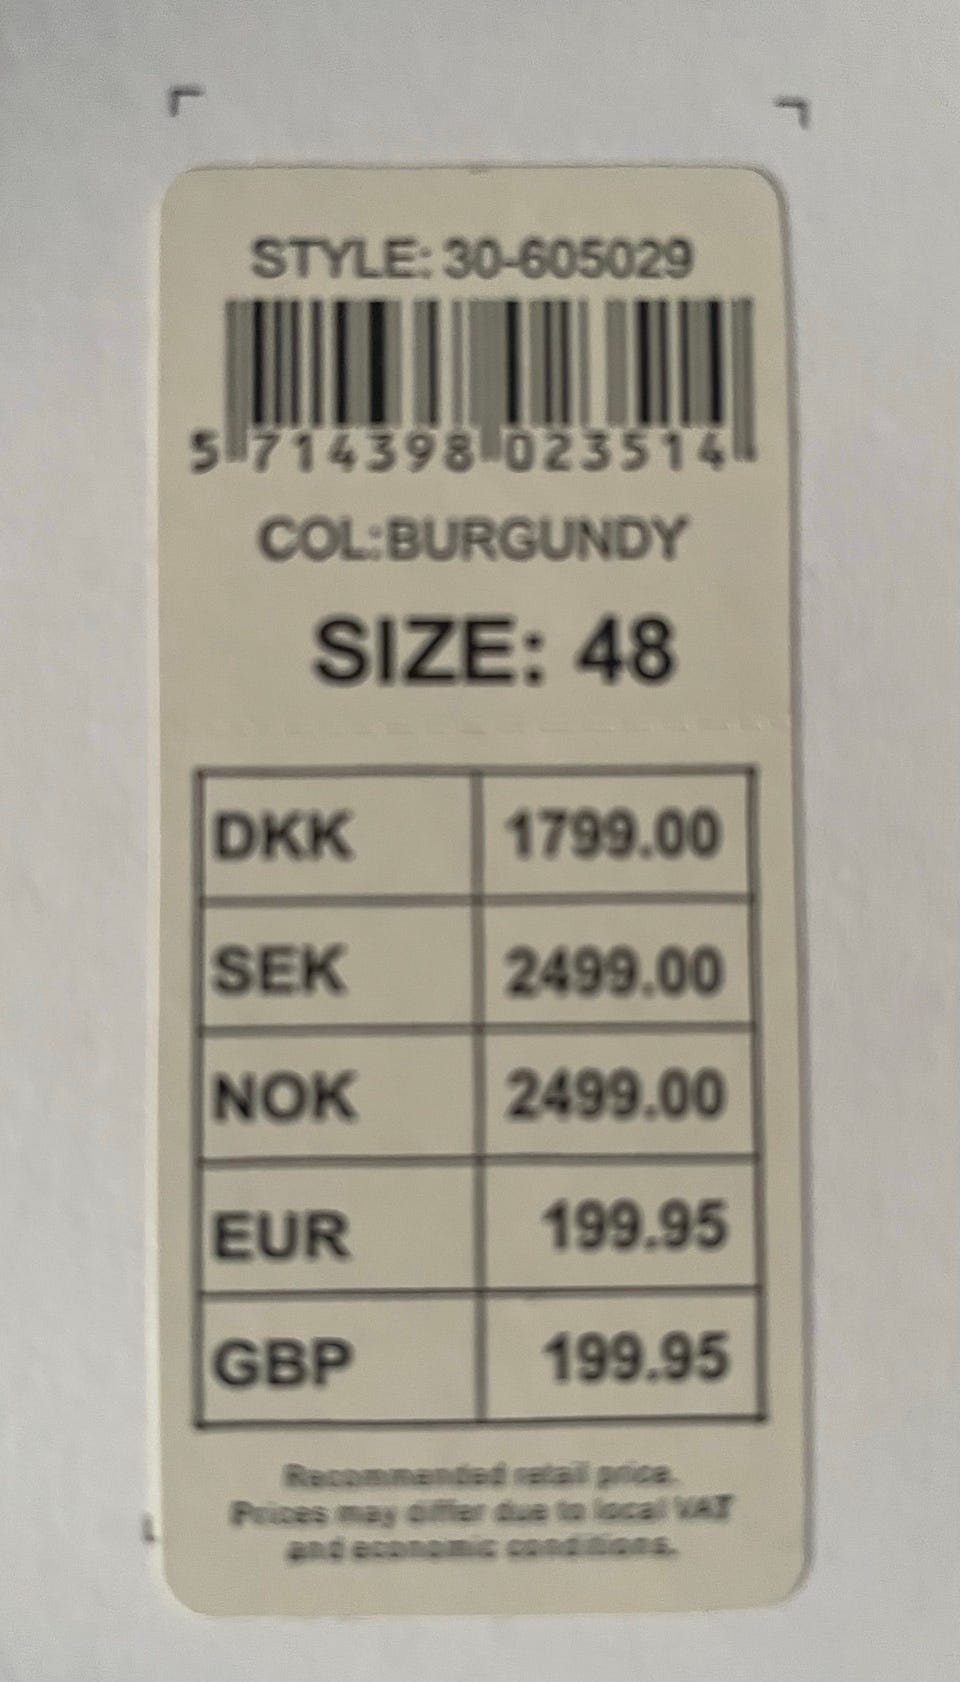 STYLE: 30-605029
5 714398 023514
COL:BURGUNDY
SIZE: 48
DKK 1799.00
SEK 2499.00
NOK 2499.00
EUR 199.95
GBP 199.95
Recommended retail price.
Prices may differ due to local VAT
and economic conditions.